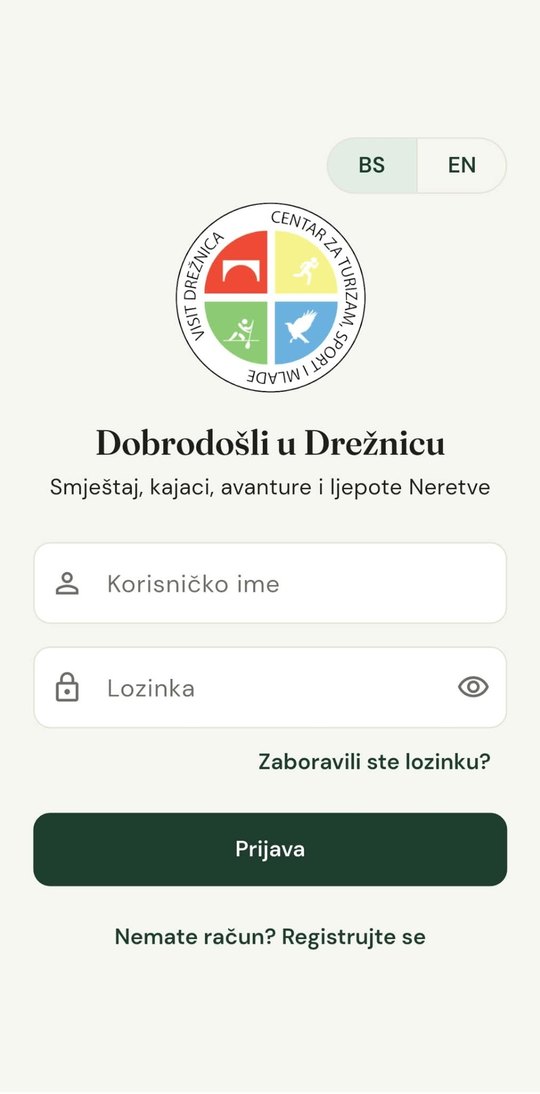 BS EN
VISIT DREŽNICA
CENTAR ZA TURIZAM, SPORT I MLADE
Dobrodošli u Drežnicu
Smještaj, kajaci, avanture i ljepote Neretve
Korisničko ime
Lozinka
Zaboravili ste lozinku?
Prijava
Nemate račun? Registrujte se